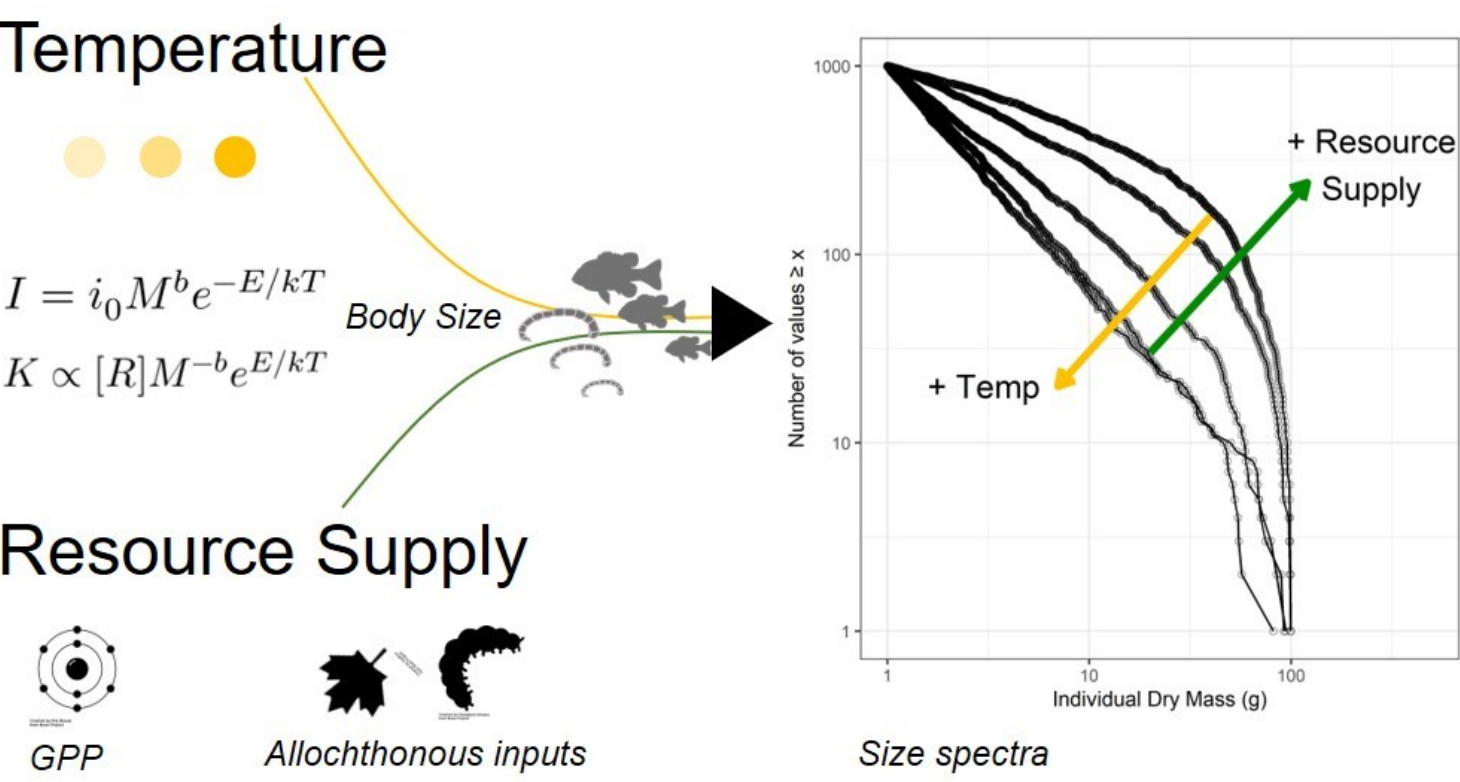 Temperature
I = i₀M^b e^{−E/kT}
K ∝ [R]M^{−b} e^{E/kT}
Body Size
Resource Supply
GPP
Allochthonous inputs
1000
100
10
1
Number of values ≥ x
+ Resource
Supply
+ Temp
1
10
100
Individual Dry Mass (g)
Size spectra